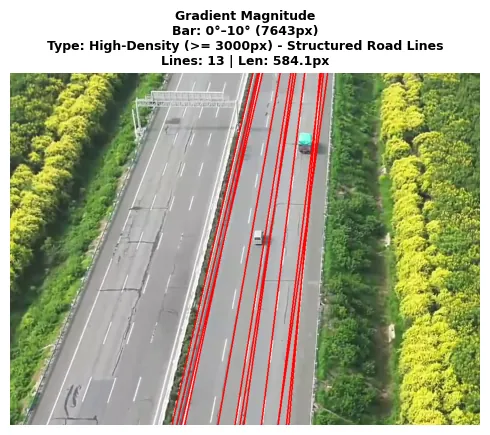 Gradient Magnitude
Bar: 0°–10° (7643px)
Type: High-Density (>= 3000px) - Structured Road Lines
Lines: 13 | Len: 584.1px